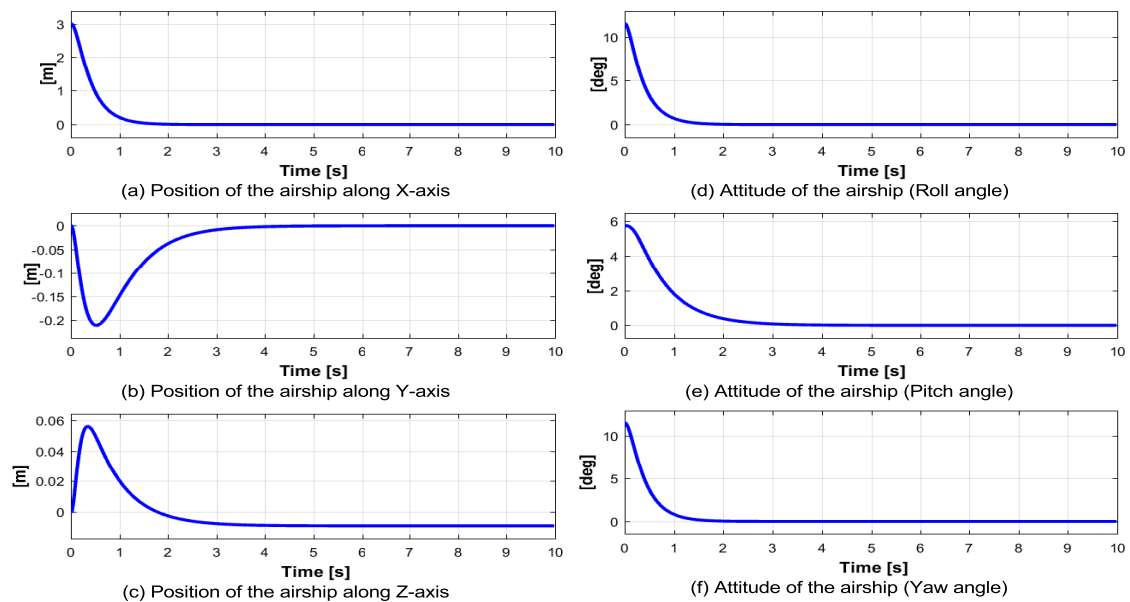 3
2
1
0
[m]
0 1 2 3 4 5 6 7 8 9 10
Time [s]
(a) Position of the airship along X-axis
0
-0.05
-0.1
-0.15
-0.2
[m]
0 1 2 3 4 5 6 7 8 9 10
Time [s]
(b) Position of the airship along Y-axis
0.06
0.04
0.02
0
[m]
0 1 2 3 4 5 6 7 8 9 10
Time [s]
(c) Position of the airship along Z-axis
10
5
0
[deg]
0 1 2 3 4 5 6 7 8 9 10
Time [s]
(d) Attitude of the airship (Roll angle)
6
4
2
0
[deg]
0 1 2 3 4 5 6 7 8 9 10
Time [s]
(e) Attitude of the airship (Pitch angle)
10
5
0
[deg]
0 1 2 3 4 5 6 7 8 9 10
Time [s]
(f) Attitude of the airship (Yaw angle)